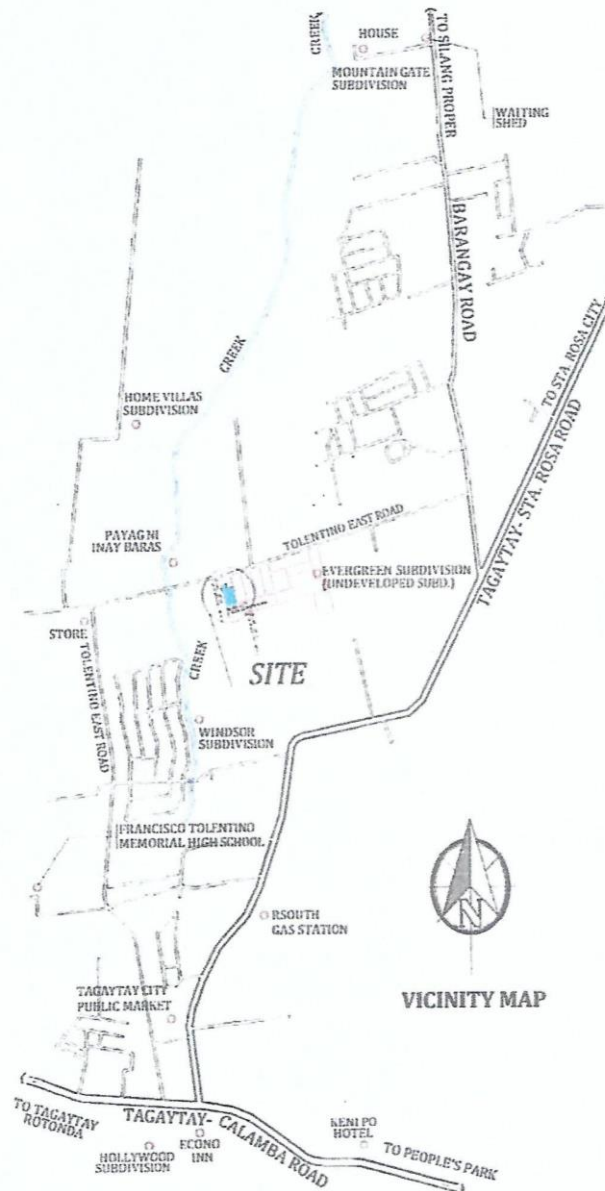 CREEK
HOUSE
TO SILANG PROPER
MOUNTAIN GATE
SUBDIVISION
WAITING
SHED
BARANGAY ROAD
CREEK
TO STA. ROSA CITY
TAGAYTAY- STA. ROSA ROAD
HOME VILLAS
SUBDIVISION
TOLENTINO EAST ROAD
PAYAG NI
INAY BARAS
EVERGREEN SUBDIVISION
(UNDEVELOPED SUBD.)
STORE
CREEK
SITE
TOLENTINO EAST ROAD
WINDSOR
SUBDIVISION
FRANCISCO TOLENTINO
MEMORIAL HIGH SCHOOL
N
RSOUTH
GAS STATION
TAGAYTAY CITY
PUBLIC MARKET
VICINITY MAP
TO TAGAYTAY
ROTONDA
TAGAYTAY- CALAMBA ROAD
ECONO
INN
HOLLYWOOD
SUBDIVISION
KENI PO
HOTEL
TO PEOPLE'S PARK